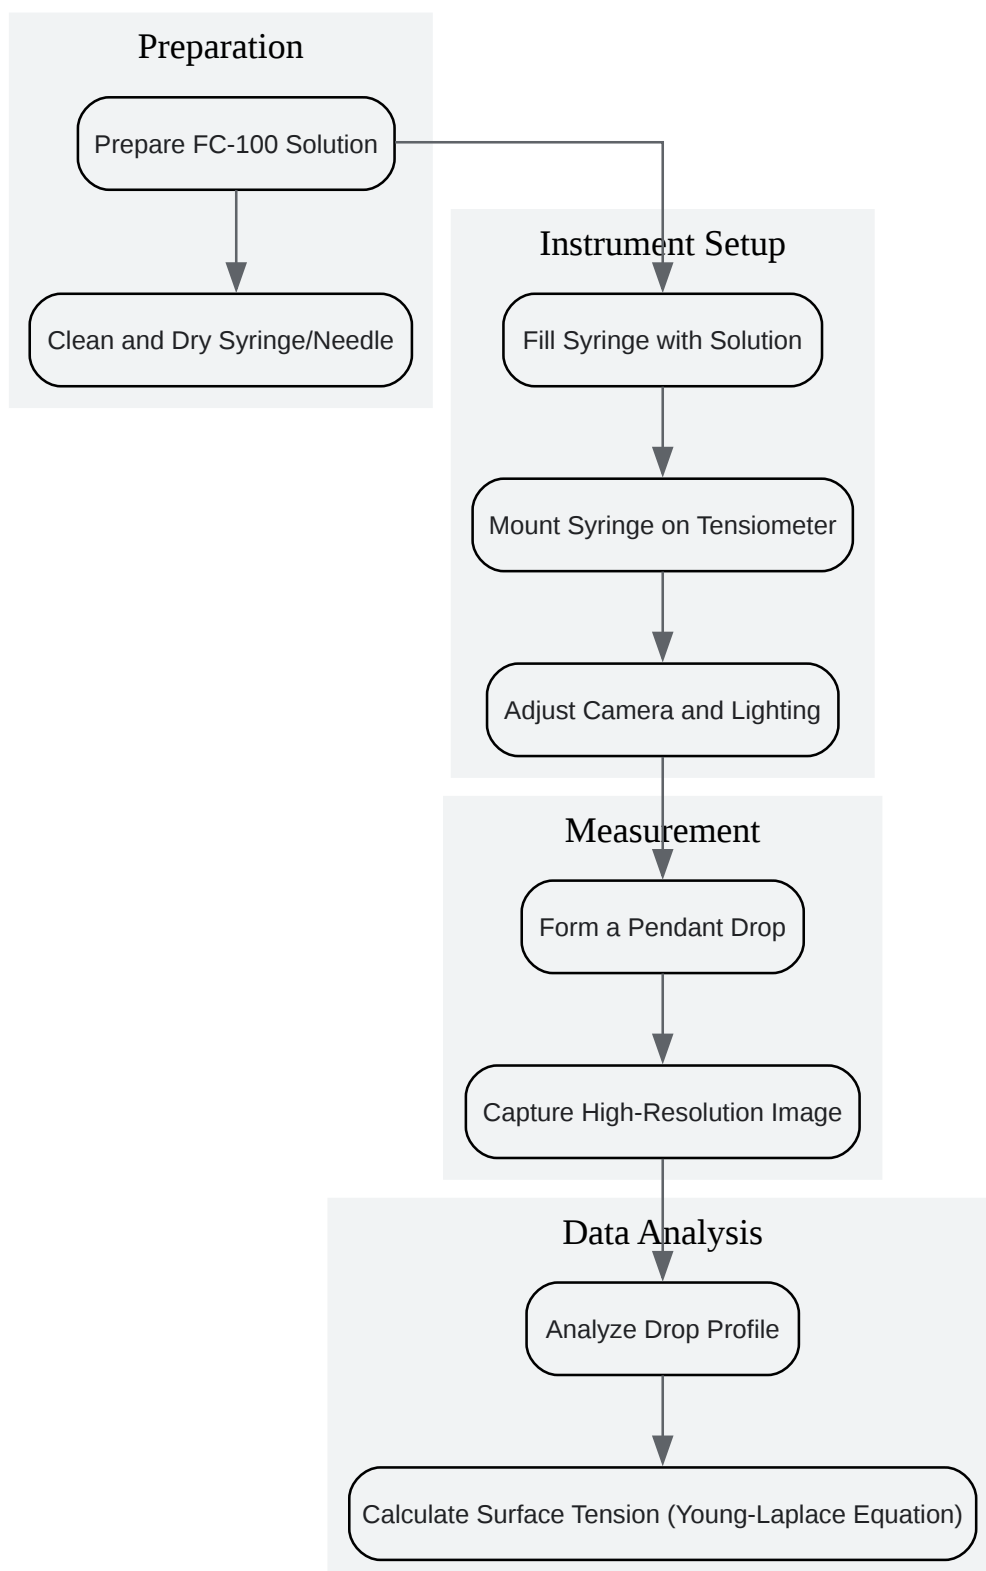 Preparation
Prepare FC-100 Solution
Clean and Dry Syringe/Needle
Instrument Setup
Fill Syringe with Solution
Mount Syringe on Tensiometer
Adjust Camera and Lighting
Measurement
Form a Pendant Drop
Capture High-Resolution Image
Data Analysis
Analyze Drop Profile
Calculate Surface Tension (Young-Laplace Equation)